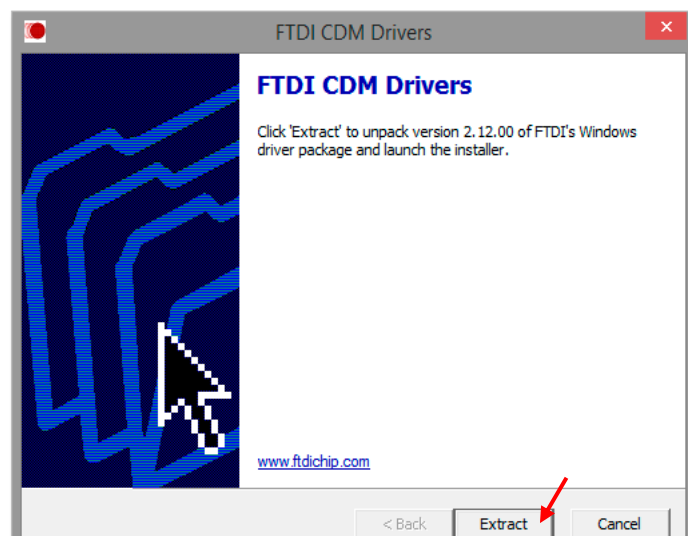 FTDI CDM Drivers
FTDI CDM Drivers
Click 'Extract' to unpack version 2.12.00 of FTDI's Windows
driver package and launch the installer.
www.ftdichip.com
< Back Extract Cancel